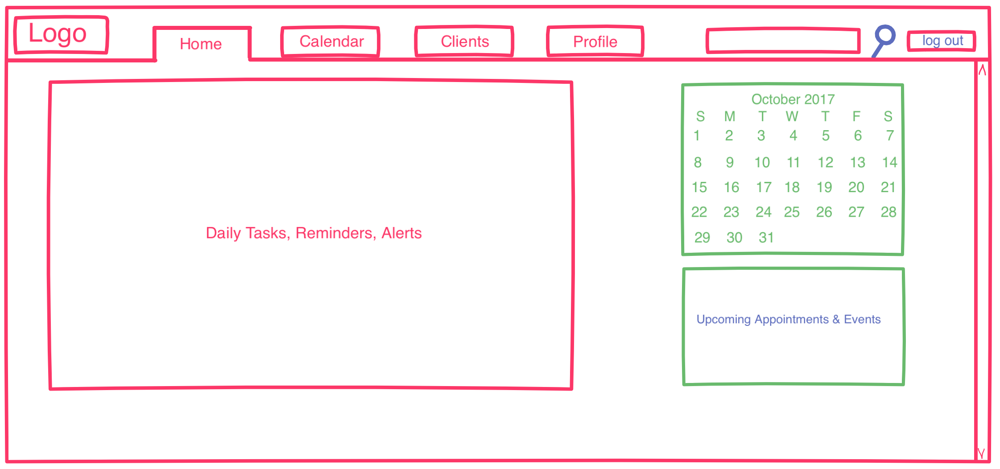 Logo
Home
Calendar
Clients
Profile
log out
Daily Tasks, Reminders, Alerts
October 2017
S M T W T F S
1 2 3 4 5 6 7
8 9 10 11 12 13 14
15 16 17 18 19 20 21
22 23 24 25 26 27 28
29 30 31
Upcoming Appointments & Events